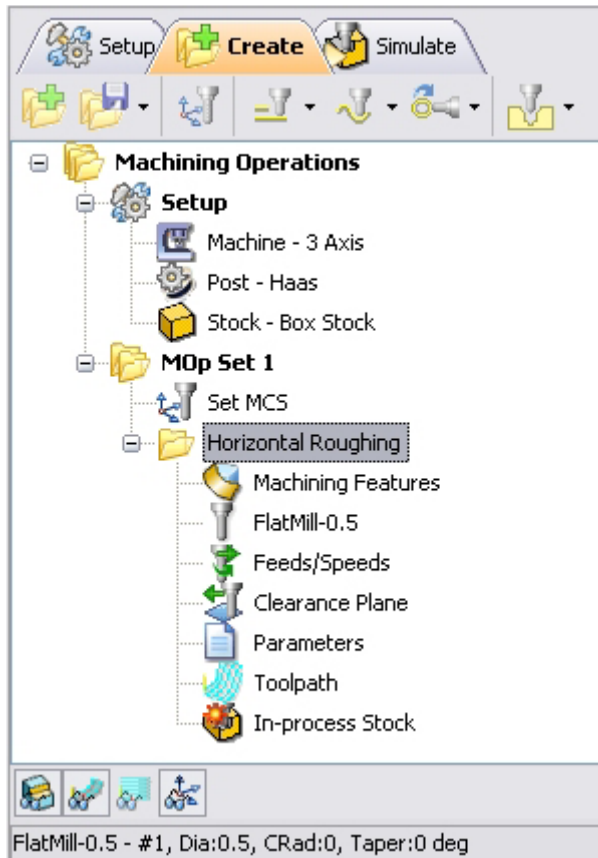 Setup Create Simulate
Machining Operations
Setup
Machine - 3 Axis
Post - Haas
Stock - Box Stock
MOp Set 1
Set MCS
Horizontal Roughing
Machining Features
FlatMill-0.5
Feeds/Speeds
Clearance Plane
Parameters
Toolpath
In-process Stock
FlatMill-0.5 - #1, Dia:0.5, CRad:0, Taper:0 deg